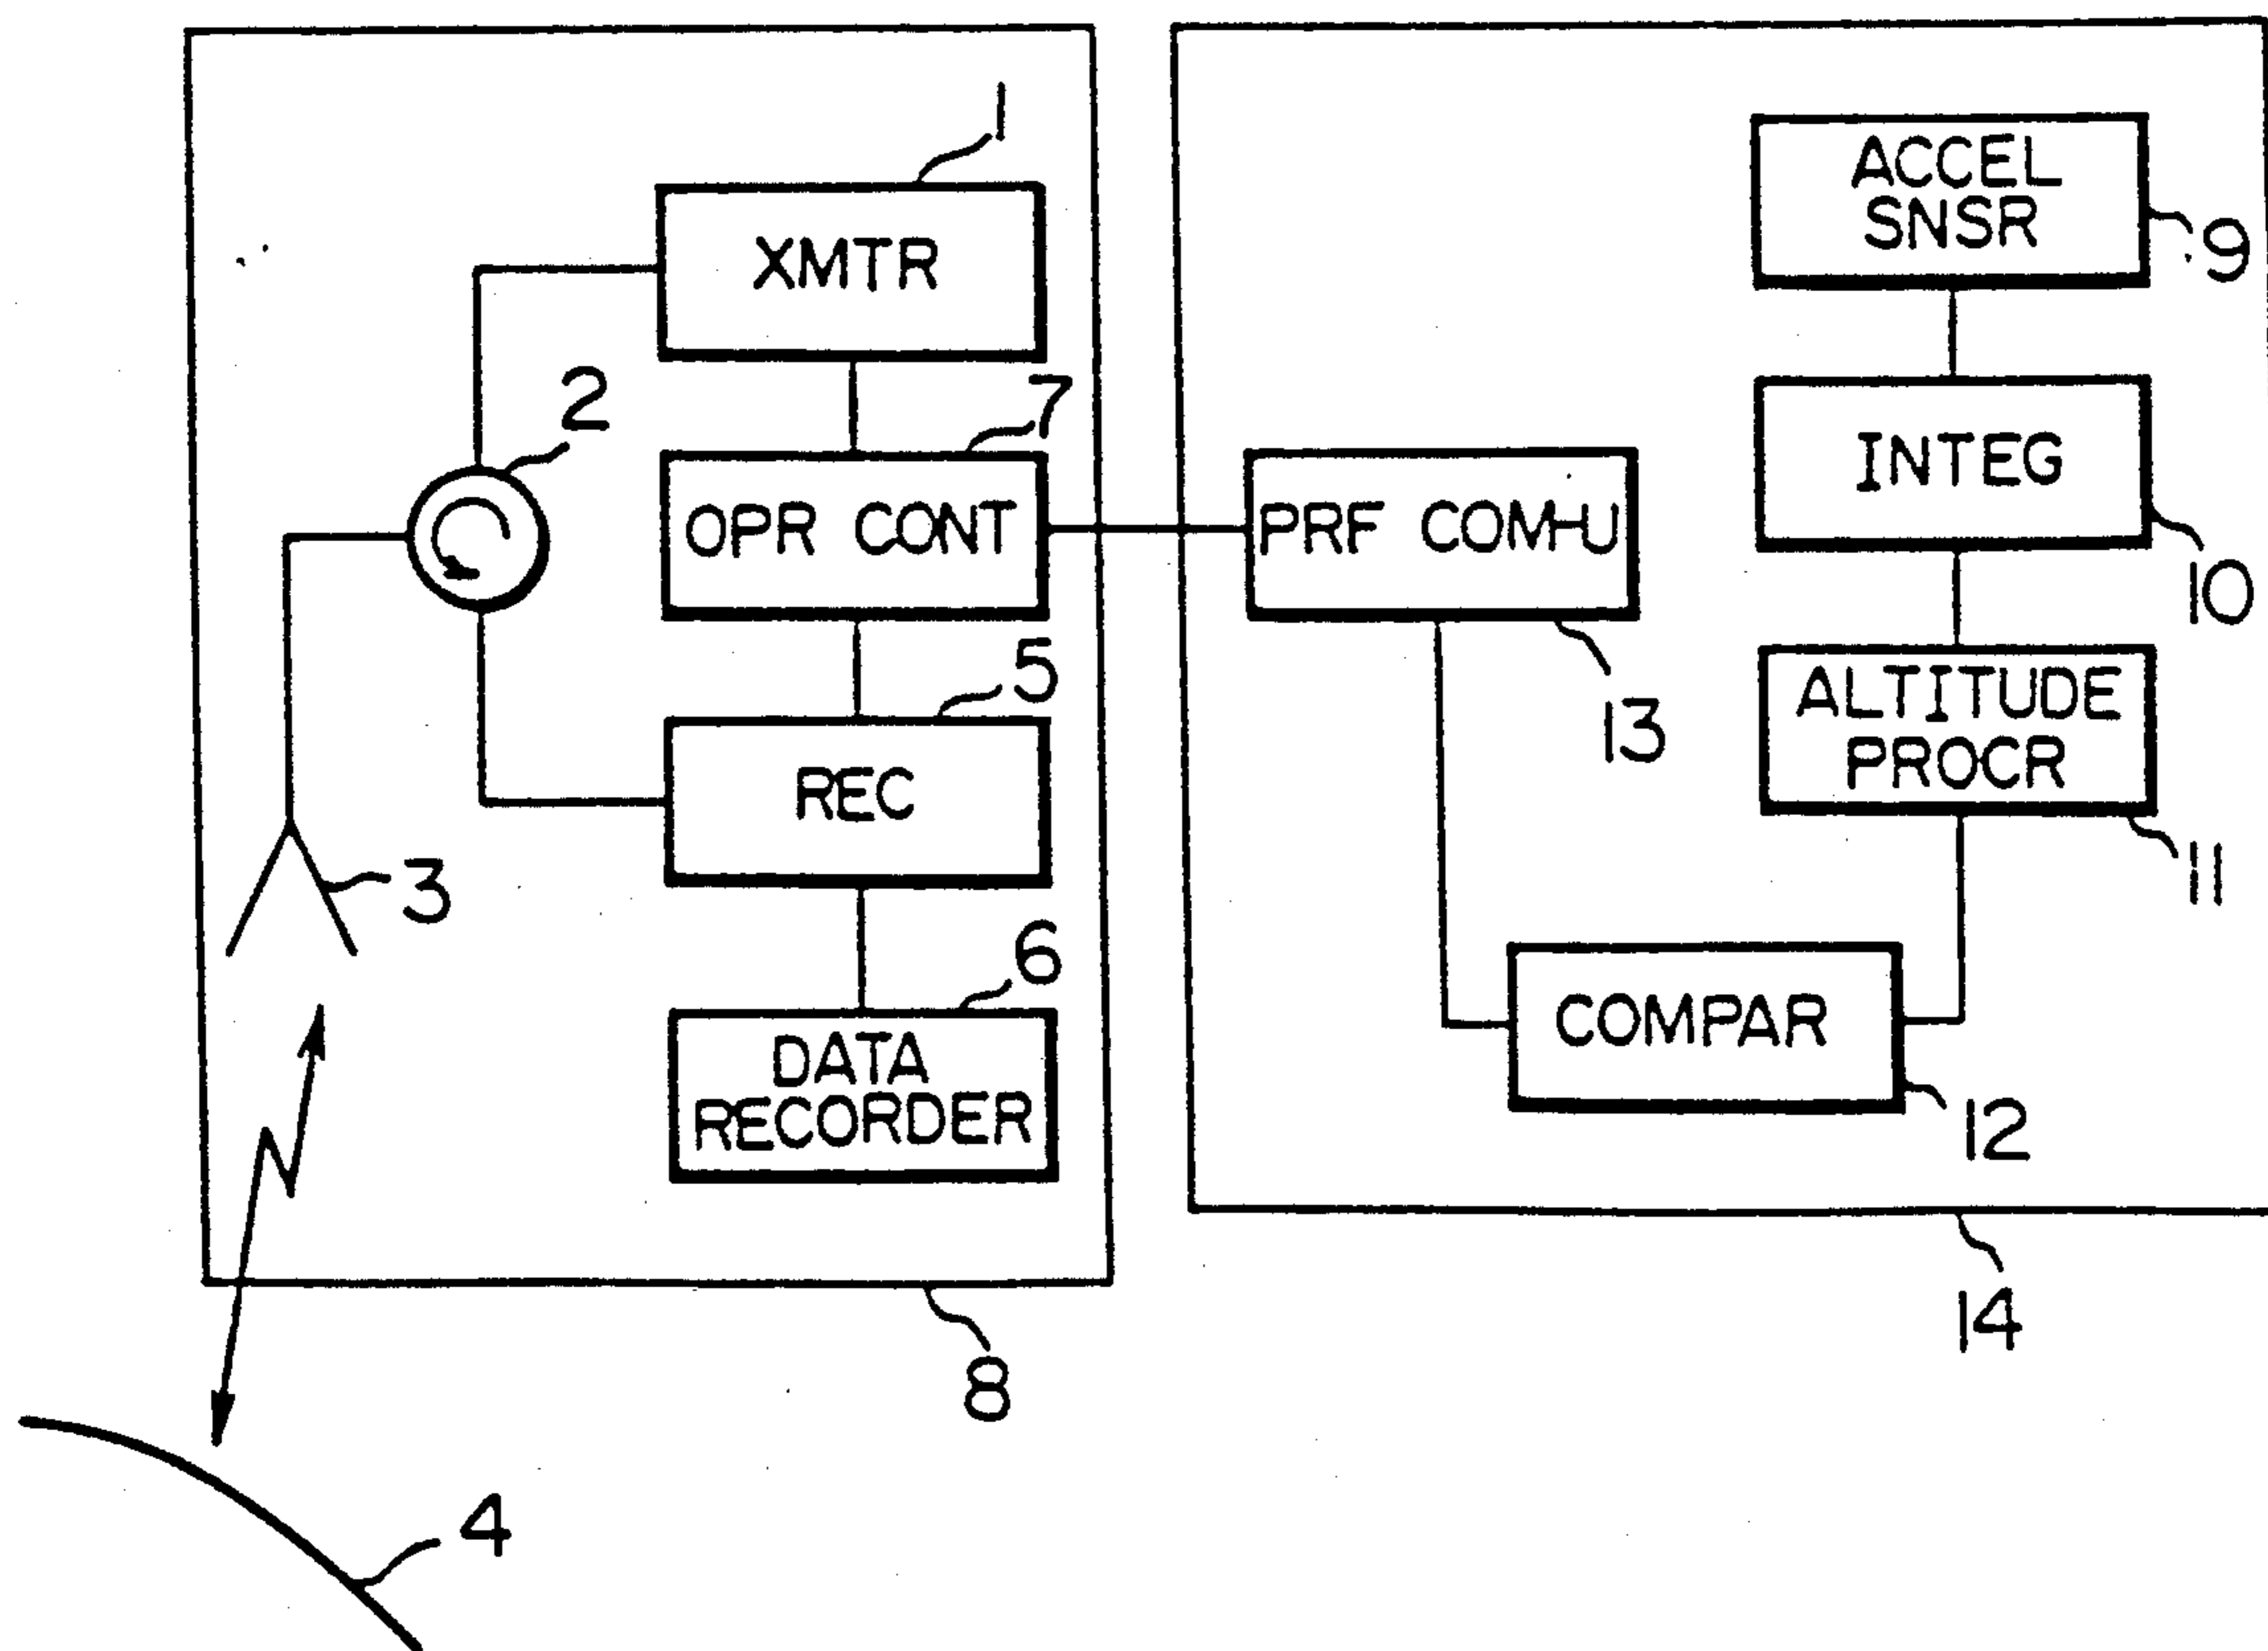 1
XMTR
2
7
OPR CONT
5
REC
3
6
DATA
RECORDER
8
4
ACCEL
SNSR
9
INTEG
10
PRF COM-U
13
ALTITUDE
PROCR
11
COMPAR
12
14